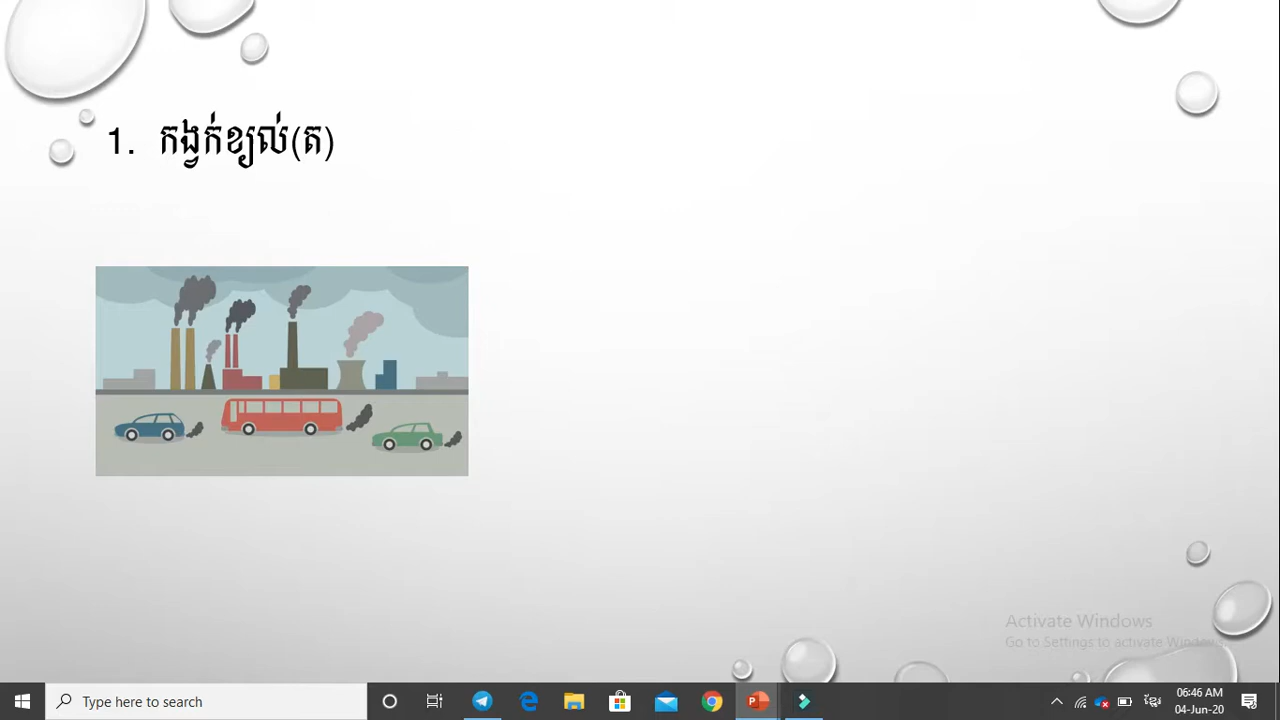 1. កង្វក់ខ្យល់(ត)
Activate Windows
Go to Settings to activate Windows.
Type here to search
06:46 AM
04-Jun-20